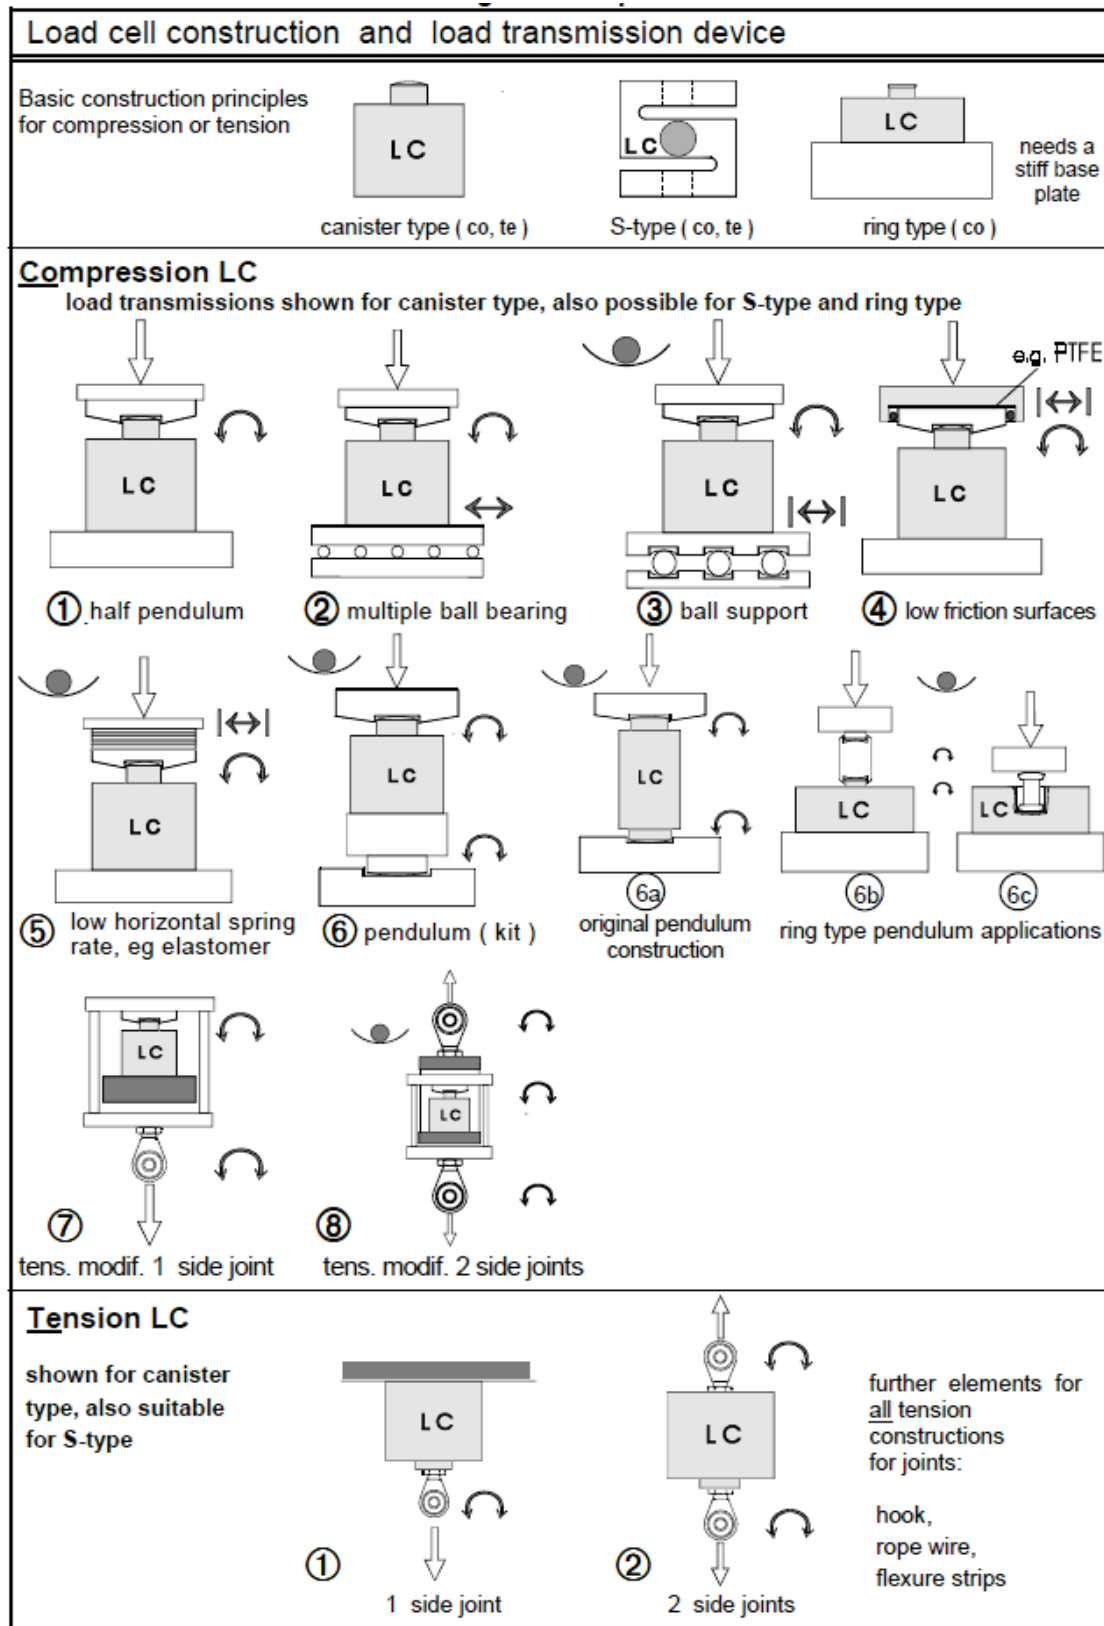 Load cell construction and load transmission device
Basic construction principles
for compression or tension
LC
LC
LC
needs a
stiff base
plate
canister type ( co, te )
S-type ( co, te )
ring type ( co )
Compression LC
load transmissions shown for canister type, also possible for S-type and ring type
e.g. PTFE
LC
LC
LC
LC
① half pendulum
② multiple ball bearing
③ ball support
④ low friction surfaces
LC
LC
LC
LC
LC
6a
6b
6c
⑤ low horizontal spring
rate, eg elastomer
⑥ pendulum ( kit )
original pendulum
construction
ring type pendulum applications
LC
LC
⑦
⑧
tens. modif. 1 side joint
tens. modif. 2 side joints
Tension LC
shown for canister
type, also suitable
for S-type
LC
LC
further elements for
all tension
constructions
for joints:
hook,
rope wire,
flexure strips
①
②
1 side joint
2 side joints